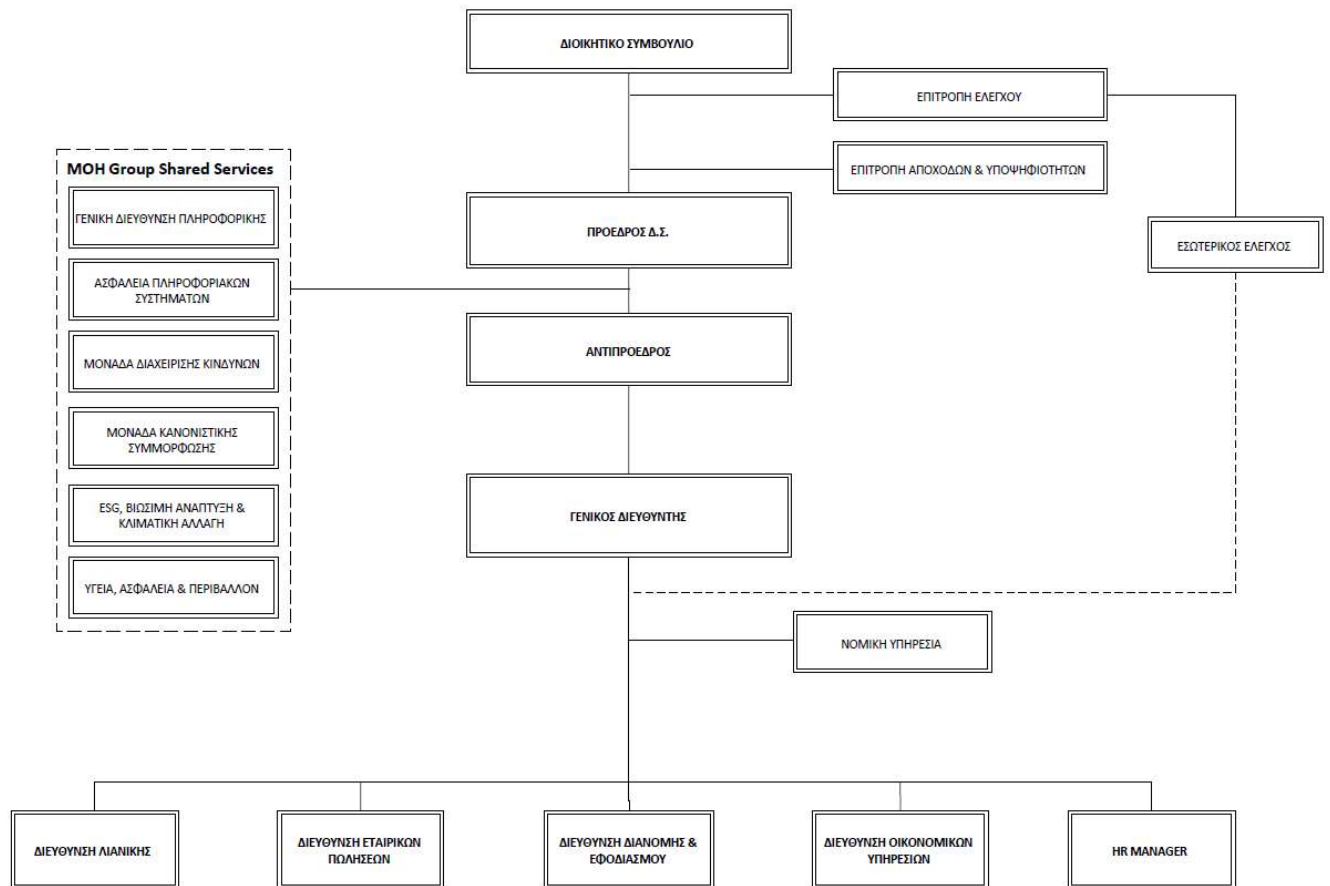 ΔΙΟΙΚΗΤΙΚΟ ΣΥΜΒΟΥΛΙΟ
ΕΠΙΤΡΟΠΗ ΕΛΕΓΧΟΥ
ΕΠΙΤΡΟΠΗ ΑΠΟΧΟΔΩΝ & ΥΠΟΨΗΦΙΟΤΗΤΩΝ
MOH Group Shared Services
ΓΕΝΙΚΗ ΔΙΕΥΘΥΝΣΗ ΠΛΗΡΟΦΟΡΙΚΗΣ
ΑΣΦΑΛΕΙΑ ΠΛΗΡΟΦΟΡΙΑΚΩΝ
ΣΥΣΤΗΜΑΤΩΝ
ΜΟΝΑΔΑ ΔΙΑΧΕΙΡΙΣΗΣ ΚΙΝΔΥΝΩΝ
ΜΟΝΑΔΑ ΚΑΝΟΝΙΣΤΙΚΗΣ
ΣΥΜΜΟΡΦΩΣΗΣ
ESG, ΒΙΩΣΙΜΗ ΑΝΑΠΤΥΞΗ &
ΚΛΙΜΑΤΙΚΗ ΑΛΛΑΓΗ
ΥΓΕΙΑ, ΑΣΦΑΛΕΙΑ & ΠΕΡΙΒΑΛΛΟΝ
ΠΡΟΕΔΡΟΣ Δ.Σ.
ΕΣΩΤΕΡΙΚΟΣ ΕΛΕΓΧΟΣ
ΑΝΤΙΠΡΟΕΔΡΟΣ
ΓΕΝΙΚΟΣ ΔΙΕΥΘΥΝΤΗΣ
ΝΟΜΙΚΗ ΥΠΗΡΕΣΙΑ
ΔΙΕΥΘΥΝΣΗ ΛΙΑΝΙΚΗΣ
ΔΙΕΥΘΥΝΣΗ ΕΤΑΙΡΙΚΩΝ
ΠΩΛΗΣΕΩΝ
ΔΙΕΥΘΥΝΣΗ ΔΙΑΝΟΜΗΣ &
ΕΦΟΔΙΑΣΜΟΥ
ΔΙΕΥΘΥΝΣΗ ΟΙΚΟΝΟΜΙΚΩΝ
ΥΠΗΡΕΣΙΩΝ
HR MANAGER